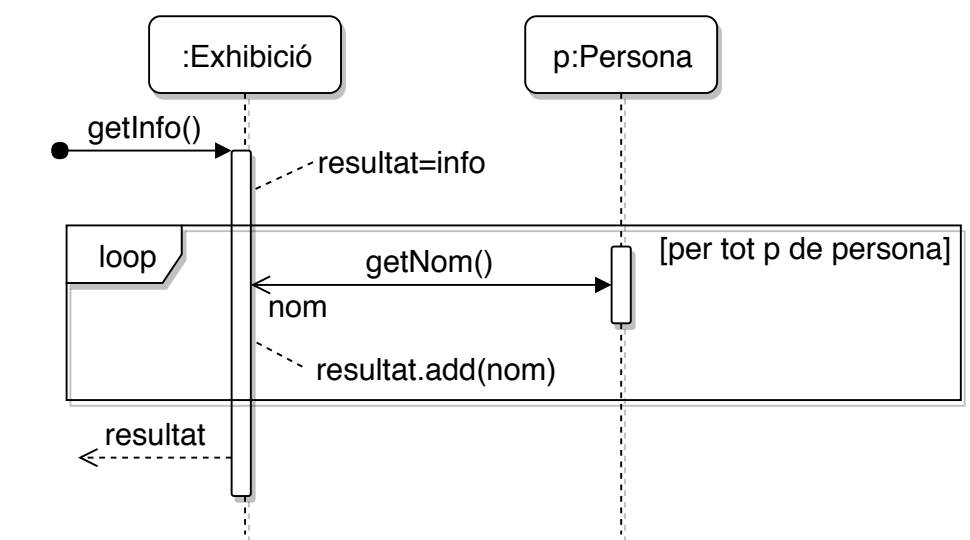 :Exhibició
p:Persona
getInfo()
resultat=info
loop
[per tot p de persona]
getNom()
nom
resultat.add(nom)
resultat